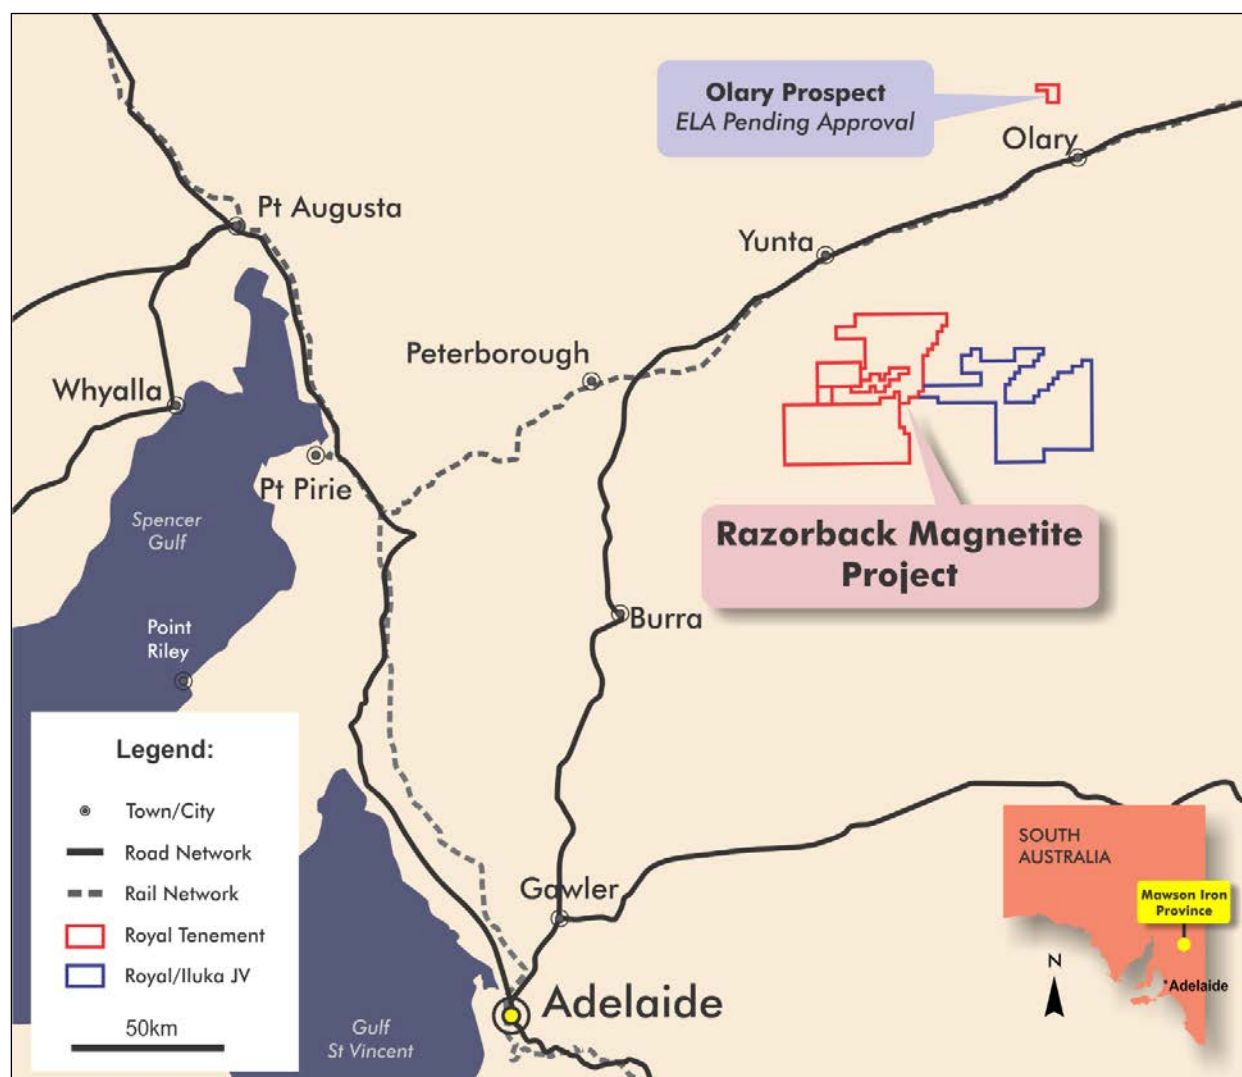 Olary Prospect
ELA Pending Approval
Olary
Pt Augusta
Yunta
Peterborough
Whyalla
Pt Pirie
Spencer
Gulf
Razorback Magnetite
Project
Point
Riley
Burra
Legend:
Town/City
Road Network
Rail Network
Royal Tenement
Royal/Iluka JV
50km
Gawler
Adelaide
Gulf
St Vincent
SOUTH
AUSTRALIA
Mawson Iron
Province
N
Adelaide